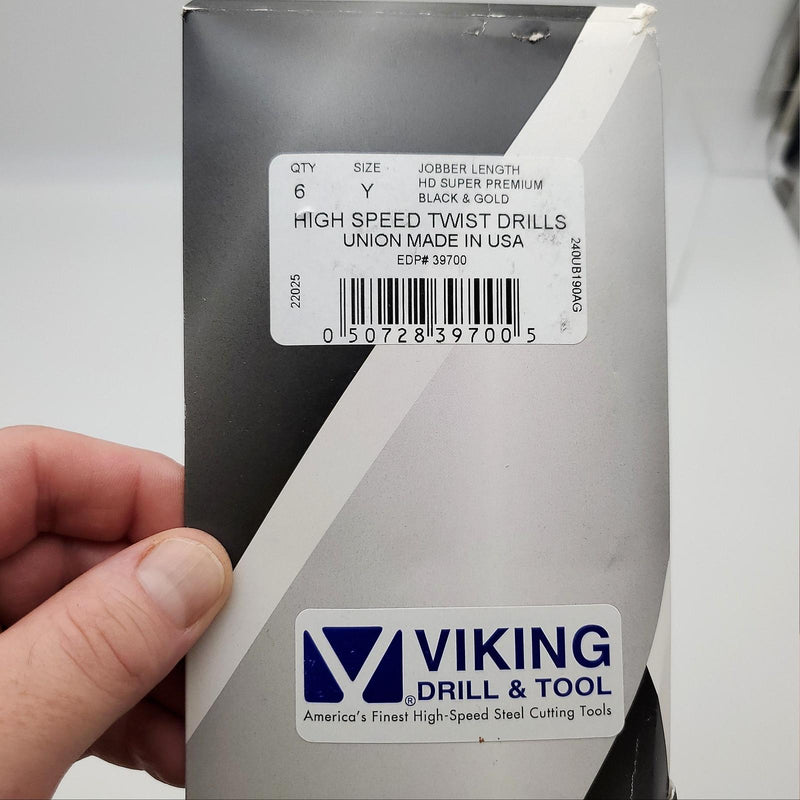 QTY SIZE JOBBER LENGTH
6 Y HD SUPER PREMIUM
BLACK & GOLD
HIGH SPEED TWIST DRILLS
UNION MADE IN USA
EDP# 39700
22025
240UB190AG
0 50728 39700 5
VIKING
® DRILL & TOOL
America's Finest High-Speed Steel Cutting Tools